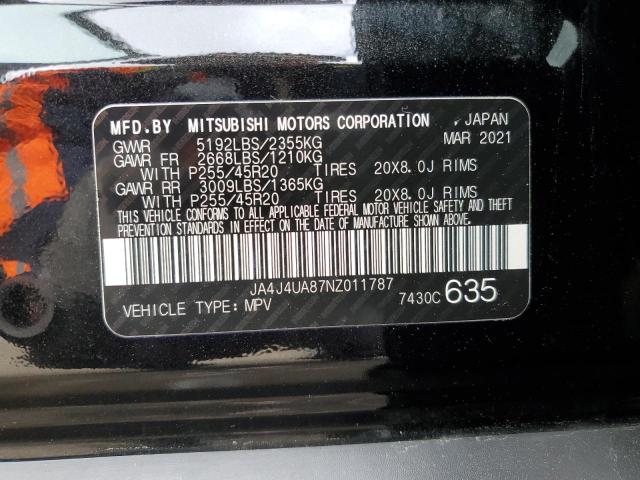 MFD.BY MITSUBISHI MOTORS CORPORATION JAPAN
GVWR 5192LBS/2355KG MAR 2021
GAWR FR 2668LBS/1210KG
WITH P255/45R20 TIRES 20X8.0J RIMS
GAWR RR 3009LBS/1365KG
WITH P255/45R20 TIRES 20X8.0J RIMS
THIS VEHICLE CONFORMS TO ALL APPLICABLE FEDERAL MOTOR VEHICLE SAFETY AND THEFT
PREVENTION STANDARDS IN EFFECT ON THE DATE OF MANUFACTURE SHOWN ABOVE.
JA4J4UA87NZ011787
VEHICLE TYPE: MPV 7430C 635